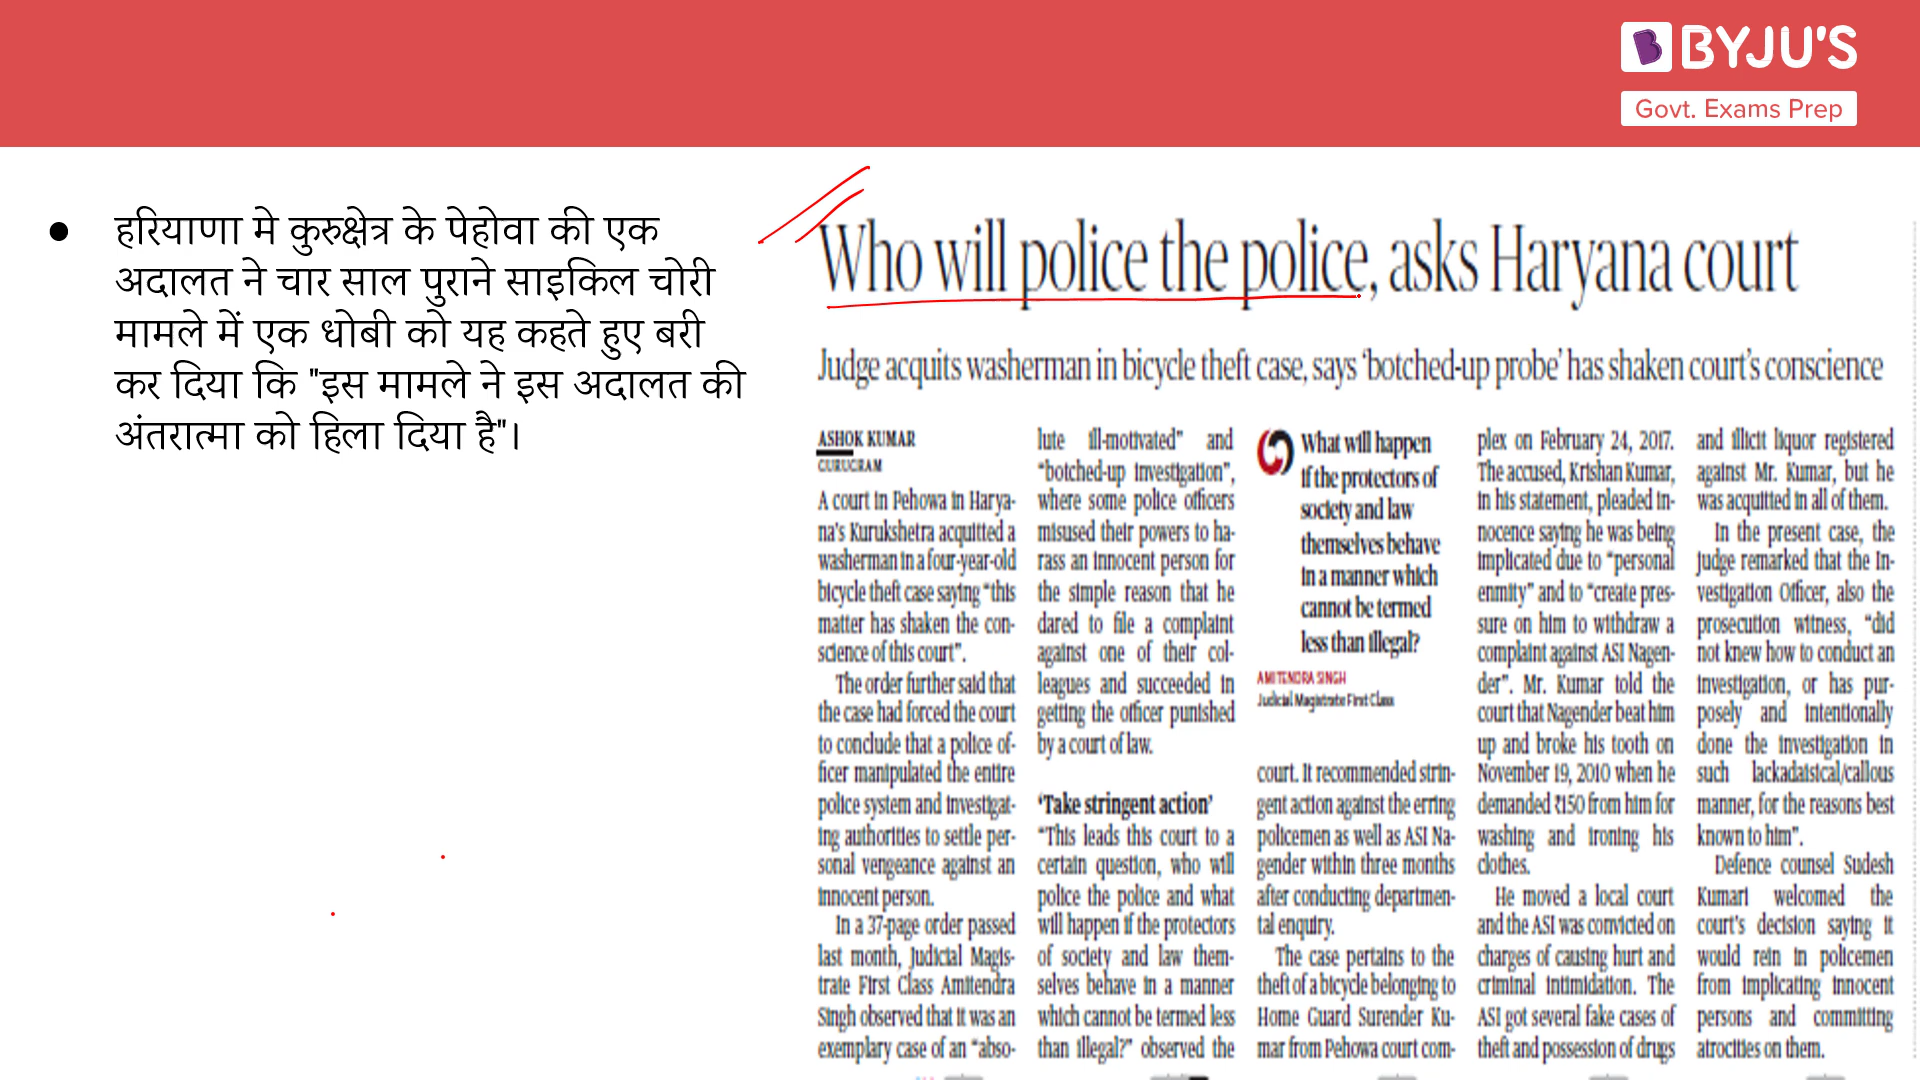 BYJU'S
Govt. Exams Prep
● हरियाणा मे कुरुक्षेत्र के पेहोवा की एक
अदालत ने चार साल पुराने साइकिल चोरी
मामले में एक धोबी को यह कहते हुए बरी
कर दिया कि "इस मामले ने इस अदालत की
अंतरात्मा को हिला दिया है"।
Who will police the police, asks Haryana court
Judge acquits washerman in bicycle theft case, says ‘botched-up probe’ has shaken court’s conscience
ASHOK KUMAR
GURUGRAM
A court in Pehowa in Harya-
na’s Kurukshetra acquitted a
washerman in a four-year-old
bicycle theft case saying “this
matter has shaken the con-
science of this court”.
The order further said that
the case had forced the court
to conclude that a police of-
ficer manipulated the entire
police system and investigat-
ing authorities to settle per-
sonal vengeance against an
innocent person.
In a 37-page order passed
last month, Judicial Magis-
trate First Class Amitendra
Singh observed that it was an
exemplary case of an “abso-
lute ill-motivated” and
“botched-up investigation”,
where some police officers
misused their powers to ha-
rass an innocent person for
the simple reason that he
dared to file a complaint
against one of their col-
leagues and succeeded in
getting the officer punished
by a court of law.
‘Take stringent action’
“This leads this court to a
certain question, who will
police the police and what
will happen if the protectors
of society and law them-
selves behave in a manner
which cannot be termed less
than illegal?” observed the
What will happen
if the protectors of
society and law
themselves behave
in a manner which
cannot be termed
less than illegal?
AMITENDRA SINGH
Judicial Magistrate First Class
court. It recommended strin-
gent action against the erring
policemen as well as ASI Na-
gender within three months
after conducting departmen-
tal enquiry.
The case pertains to the
theft of a bicycle belonging to
Home Guard Surender Ku-
mar from Pehowa court com-
plex on February 24, 2017.
The accused, Krishan Kumar,
in his statement, pleaded in-
nocence saying he was being
implicated due to “personal
enmity” and to “create pres-
sure on him to withdraw a
complaint against ASI Nagen-
der”. Mr. Kumar told the
court that Nagender beat him
up and broke his tooth on
November 19, 2010 when he
demanded ₹150 from him for
washing and ironing his
clothes.
He moved a local court
and the ASI was convicted on
charges of causing hurt and
criminal intimidation. The
ASI got several fake cases of
theft and possession of drugs
and illicit liquor registered
against Mr. Kumar, but he
was acquitted in all of them.
In the present case, the
judge remarked that the In-
vestigation Officer, also the
prosecution witness, “did
not knew how to conduct an
investigation, or has pur-
posely and intentionally
done the investigation in
such lackadaisical/callous
manner, for the reasons best
known to him”.
Defence counsel Sudesh
Kumari welcomed the
court’s decision saying it
would rein in policemen
from implicating innocent
persons and committing
atrocities on them.